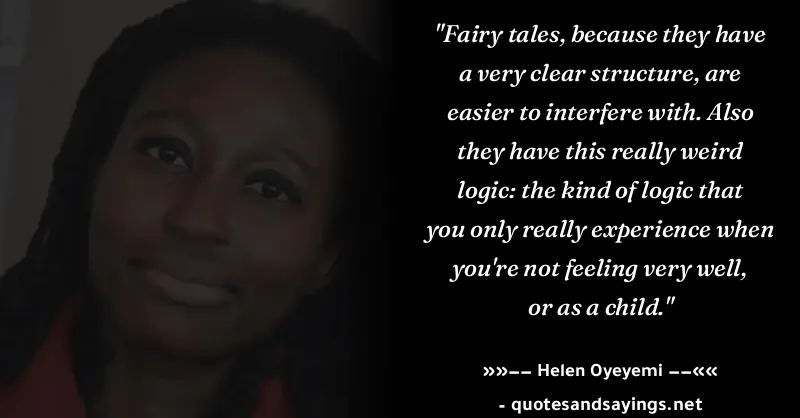 "Fairy tales, because they have
a very clear structure, are
easier to interfere with. Also
they have this really weird
logic: the kind of logic that
you only really experience when
you're not feeling very well,
or as a child."
»»-- Helen Oyeyemi --««
- quotesandsayings.net